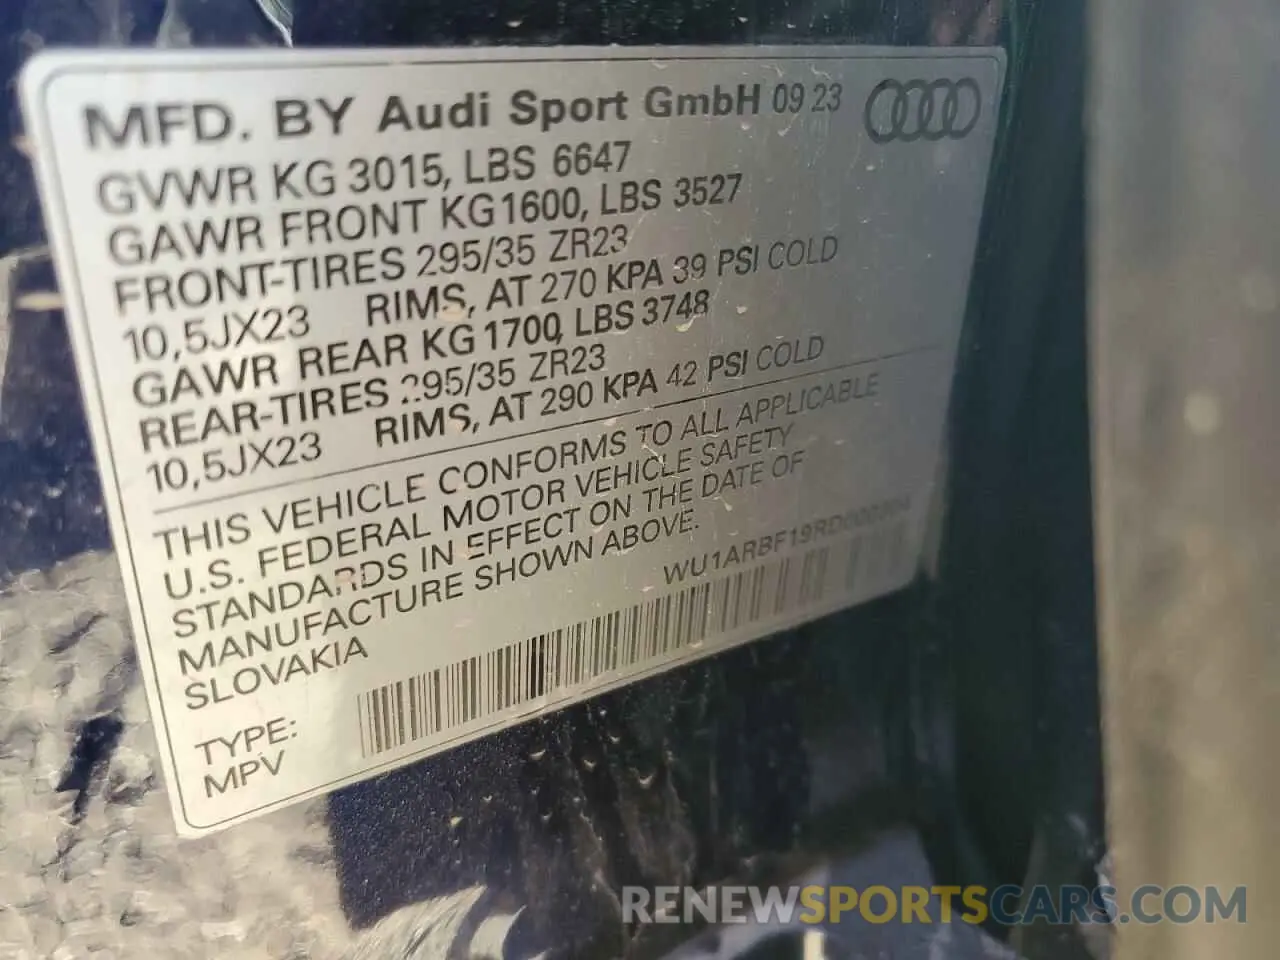 MFD. BY Audi Sport GmbH 09 23
GVWR KG 3015, LBS 6647
GAWR FRONT KG1600, LBS 3527
FRONT-TIRES 295/35 ZR23
10,5JX23 RIMS, AT 270 KPA 39 PSI COLD
GAWR REAR KG 1700, LBS 3748
REAR-TIRES 295/35 ZR23
10,5JX23 RIMS, AT 290 KPA 42 PSI COLD
THIS VEHICLE CONFORMS TO ALL APPLICABLE
U.S. FEDERAL MOTOR VEHICLE SAFETY
STANDARDS IN EFFECT ON THE DATE OF
MANUFACTURE SHOWN ABOVE.
SLOVAKIA
TYPE:
MPV
RENEWSPORTSCARS.COM